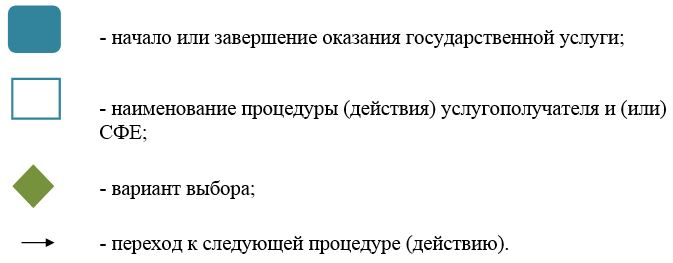 - начало или завершение оказания государственной услуги;
- наименование процедуры (действия) услугополучателя и (или)
СФЕ;
- вариант выбора;
- переход к следующей процедуре (действию).